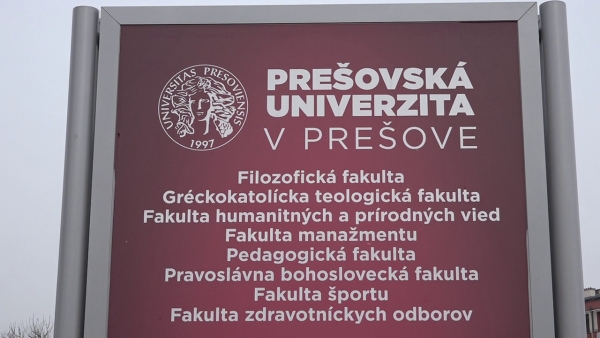 UNIVERSITAS PRESOVIENSIS
1997
PREŠOVSKÁ
UNIVERZITA
V PREŠOVE
Filozofická fakulta
Gréckokatolícka teologická fakulta
Fakulta humanitných a prírodných vied
Fakulta manažmentu
Pedagogická fakulta
Pravoslávna bohoslovecká fakulta
Fakulta športu
Fakulta zdravotníckych odborov